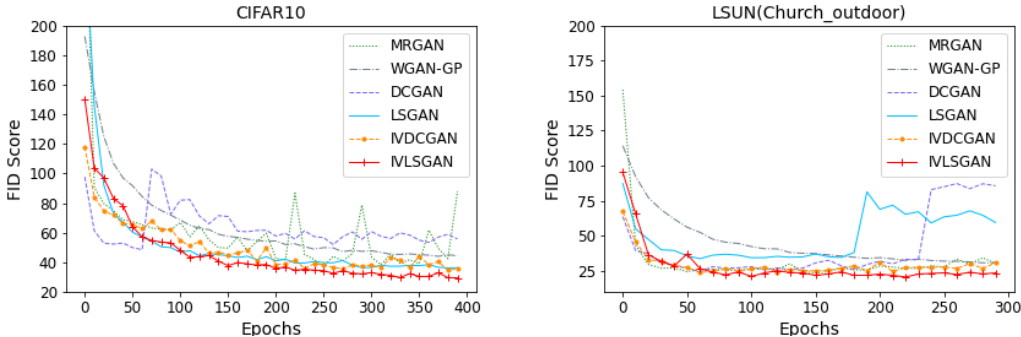 CIFAR10
FID Score
200
180
160
140
120
100
80
60
40
20
MRGAN
WGAN-GP
DCGAN
LSGAN
IVDCGAN
IVLSGAN
0 50 100 150 200 250 300 350 400
Epochs
LSUN(Church_outdoor)
FID Score
200
175
150
125
100
75
50
25
MRGAN
WGAN-GP
DCGAN
LSGAN
IVDCGAN
IVLSGAN
0 50 100 150 200 250 300
Epochs